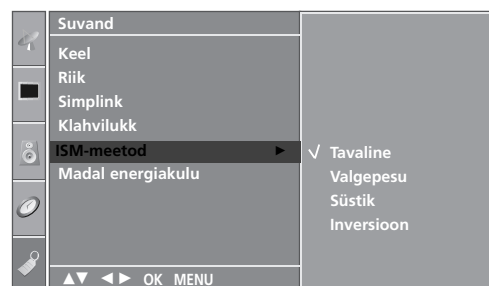 Suvand
Keel
Riik
Simplink
Klahvilukk
ISM-meetod ►
Madal energiakulu
√ Tavaline
Valgepesu
Süstik
Inversioon
▲▼ ◄► OK MENU